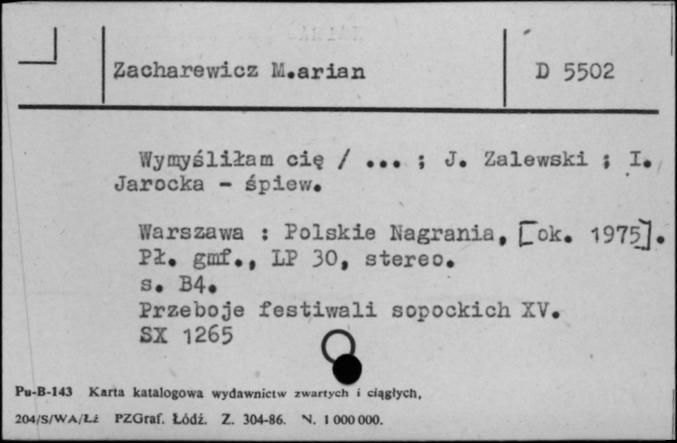 Zacharewicz M.arian D 5502
Wymyśliłam cię / ... ; J. Zalewski ; I.
Jarocka - śpiew.
Warszawa : Polskie Nagrania, [ok. 1975].
Pł. gmf., LP 30, stereo.
s. B4.
Przeboje festiwali sopockich XV.
SX 1265
Pu-B-143 Karta katalogowa wydawnictw zwartych i ciągłych,
204/S/WA/Łź PZGraf. Łódź. Z. 304-86. N. 1 000 000.